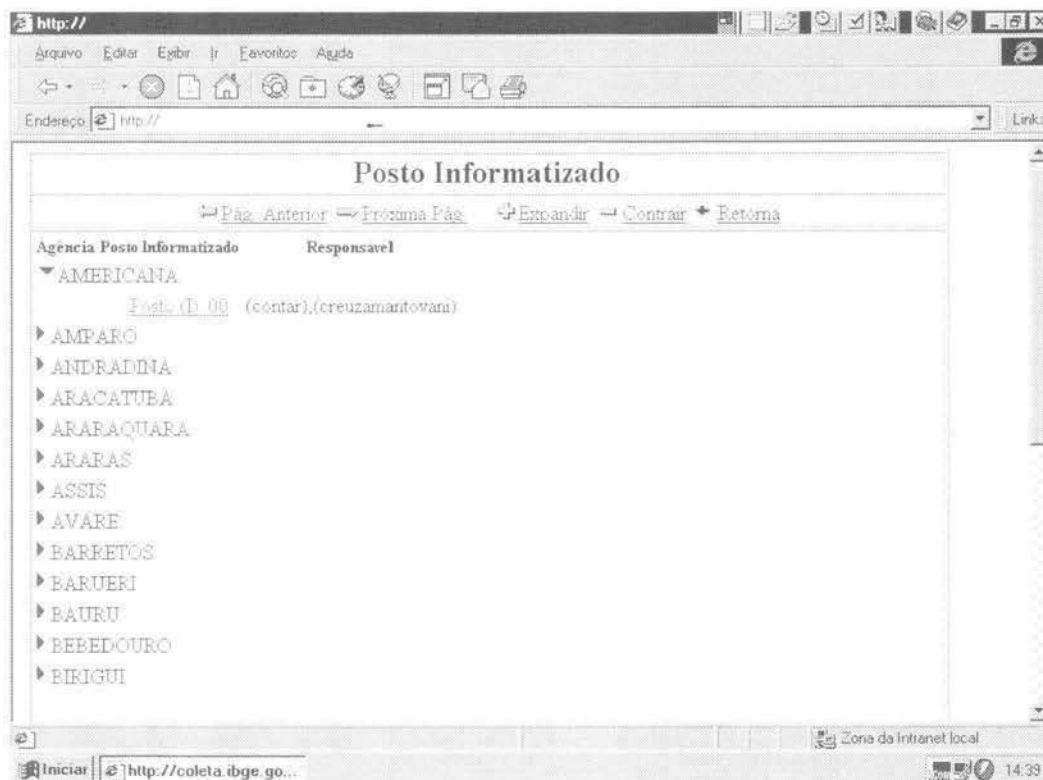 http://
Arquivo Editar Exibir Ir Favoritos Ajuda
Endereço http://
Links
Posto Informatizado
Pág. Anterior Próxima Pág. Expandir Contrair Retorna
Agência Posto Informatizado Responsavel
AMERICANA
Posto (D) 00 (contar),(creuzamantovani)
AMPARO
ANDRADINA
ARACATUBA
ARARAQUARA
ARARAS
ASSIS
AVARE
BARRETOS
BARUERI
BAURU
BEBEDOURO
BIRIGUI
Zona da Intranet local
Iniciar http://coleta.ibge.go... 14:39